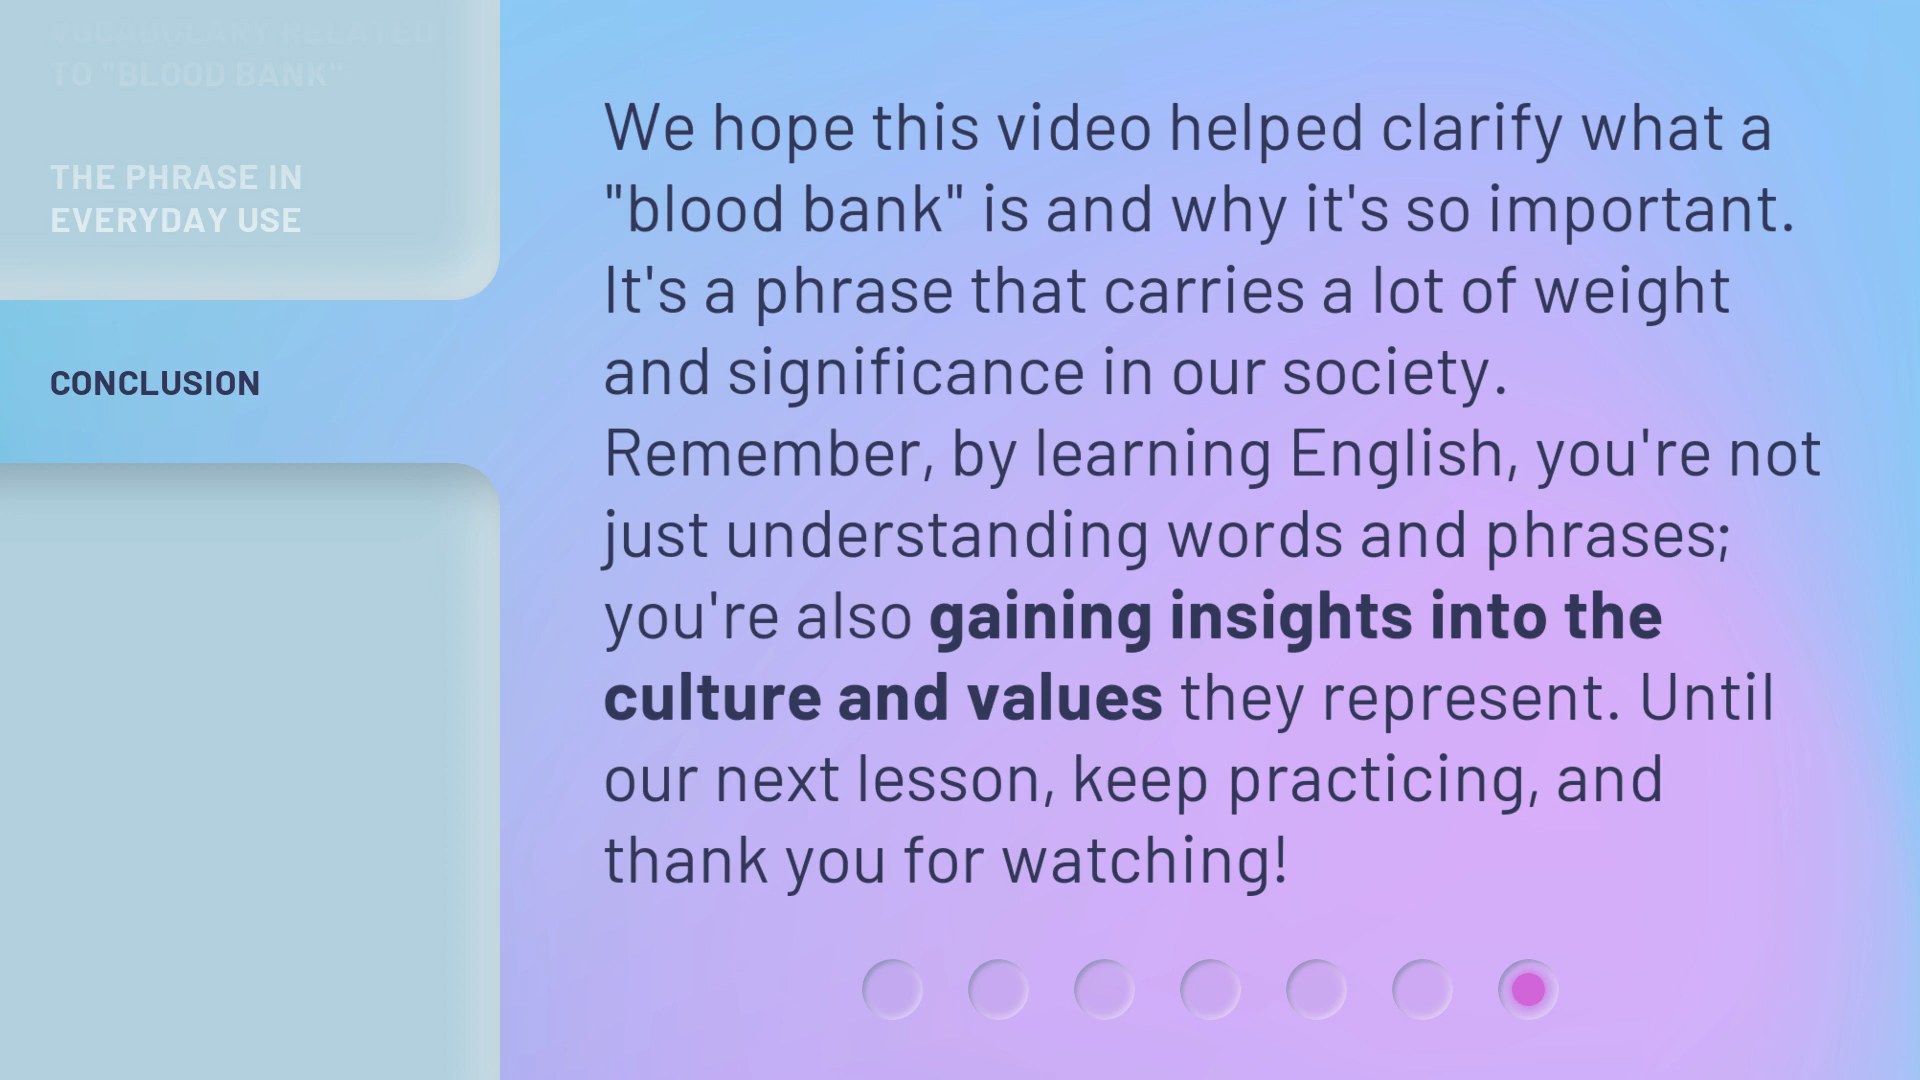 VOCABULARY RELATED
TO "BLOOD BANK"
THE PHRASE IN
EVERYDAY USE
CONCLUSION
We hope this video helped clarify what a
"blood bank" is and why it's so important.
It's a phrase that carries a lot of weight
and significance in our society.
Remember, by learning English, you're not
just understanding words and phrases;
you're also gaining insights into the
culture and values they represent. Until
our next lesson, keep practicing, and
thank you for watching!